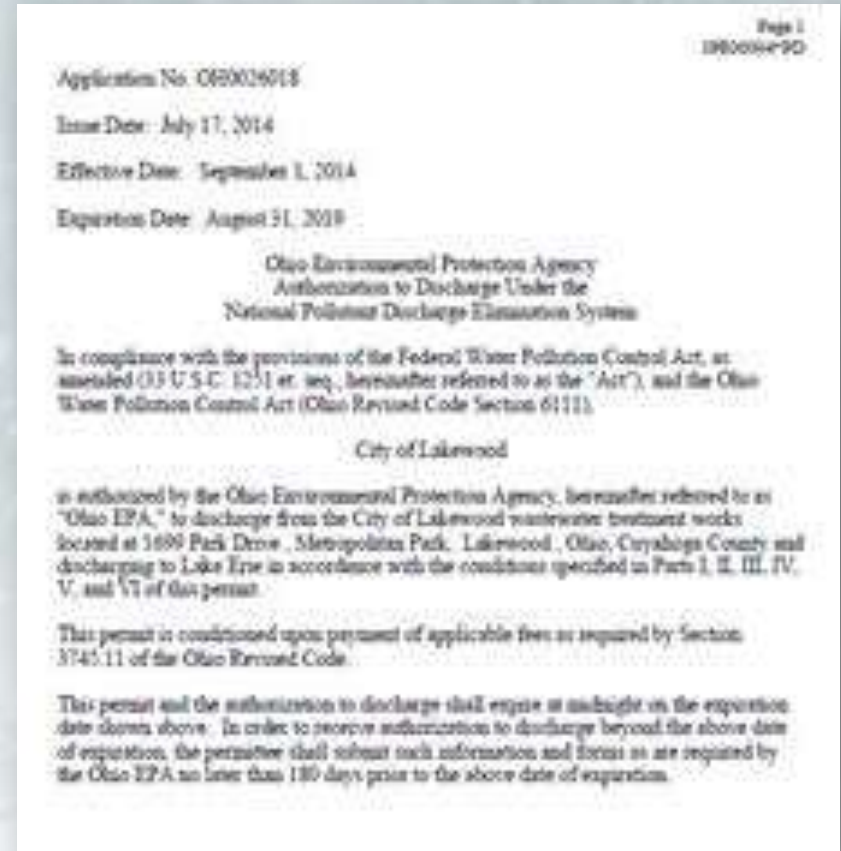 Page 1
Application No. OH0026018
Issue Date: July 17, 2014
Effective Date: September 1, 2014
Expiration Date: August 31, 2019
Ohio Environmental Protection Agency
Authorization to Discharge Under the
National Pollutant Discharge Elimination System
In compliance with the provisions of the Federal Water Pollution Control Act, as
amended (33 U.S.C. 1251 et. seq., hereinafter referred to as the "Act"), and the Ohio
Water Pollution Control Act (Ohio Revised Code Section 6111),
City of Lakewood
is authorized by the Ohio Environmental Protection Agency, hereinafter referred to as
"Ohio EPA," to discharge from the City of Lakewood wastewater treatment works
located at 1699 Park Drove , Metropolitan Park, Lakewood , Ohio, Cuyahoga County and
discharging to Lake Erie in accordance with the conditions specified in Parts I, II, III, IV,
V, and VI of this permit.
This permit is conditioned upon payment of applicable fees as required by Section
3745.11 of the Ohio Revised Code.
This permit and the authorization to discharge shall expire at midnight on the expiration
date shown above. In order to receive authorization to discharge beyond the above date
of expiration, the permittee shall submit such information and forms as are required by
the Ohio EPA no later than 180 days prior to the above date of expiration.